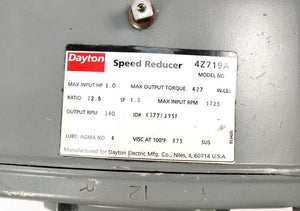 Dayton Speed Reducer 4Z719A
MODEL NO.
MAX INPUT HP 1.0 MAX OUTPUT TORQUE 427 IN-LBS
RATIO 12.5 SF 1.0 MAX INPUT RPM 1725
OUTPUT RPM 140 ID#
LUBE: AGMA NO 8 VISC AT 100°F 875 SUS
Manufactured for Dayton Electric Mfg. Co., Niles, IL 60714 U.S.A.